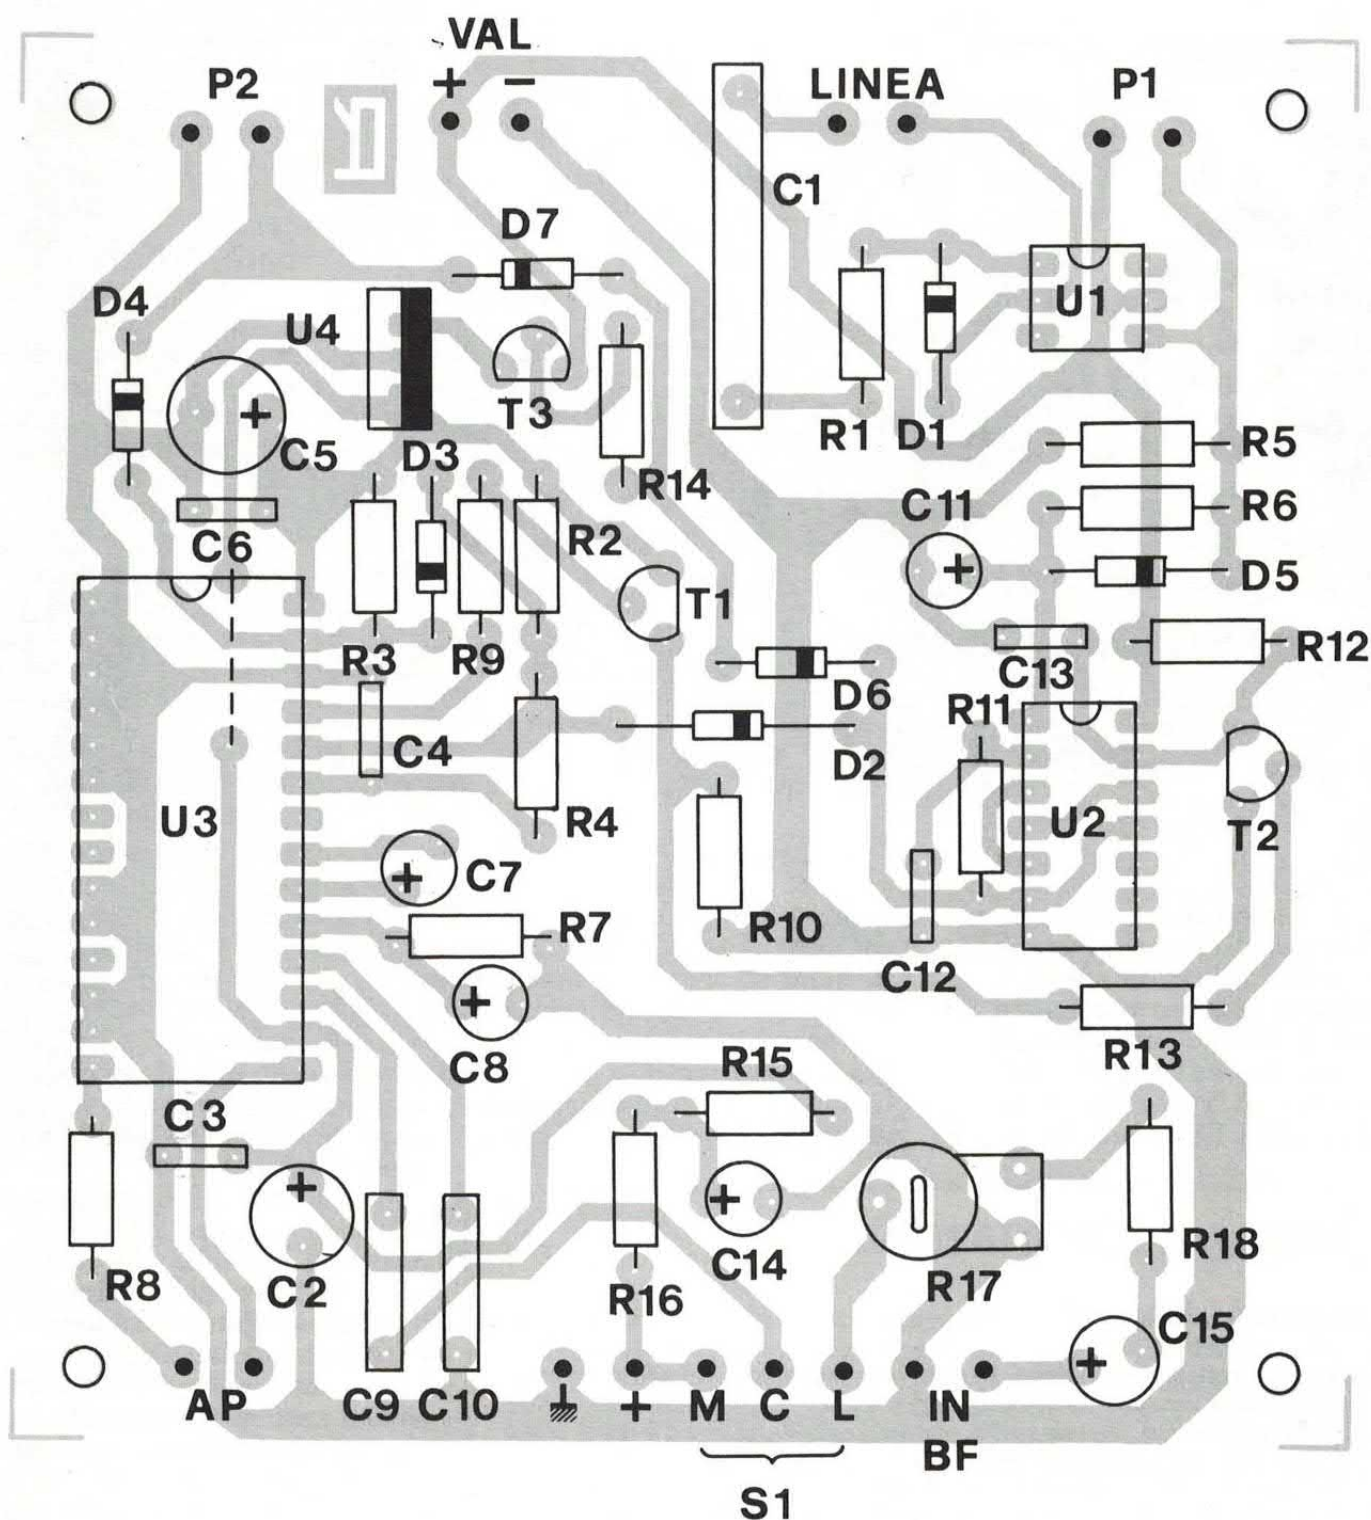 VAL
P2 + − LINEA P1
C1
D7
D4 U4 U1
T3 R1 D1
C5 D3 R14 R5
C11 R6
C6 R2
T1 D5
R3 R9 C13 R12
D6
R11
C4 D2
U3 R4 U2 T2
C7
R7 R10
C12
C8 R15 R13
C3
R18
R8 C2 R16 C14 R17
C15
AP C9 C10 + M C L IN
BF
S1